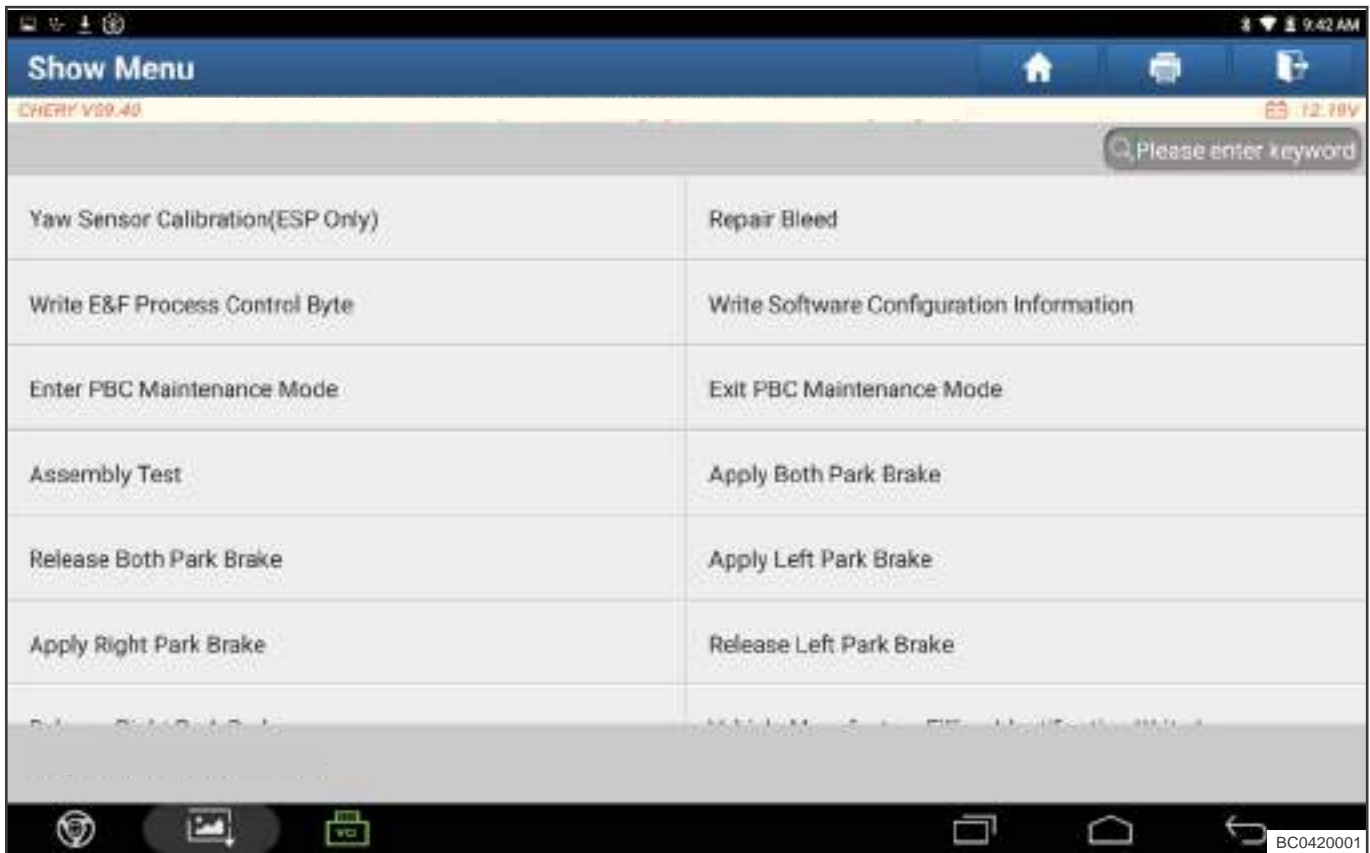 9:42 AM
Show Menu
CHERY V59.40
12.19V
Please enter keyword
Yaw Sensor Calibration(ESP Only)
Repair Bleed
Write E&F Process Control Byte
Write Software Configuration Information
Enter PBC Maintenance Mode
Exit PBC Maintenance Mode
Assembly Test
Apply Both Park Brake
Release Both Park Brake
Apply Left Park Brake
Apply Right Park Brake
Release Left Park Brake
VCI
BC0420001